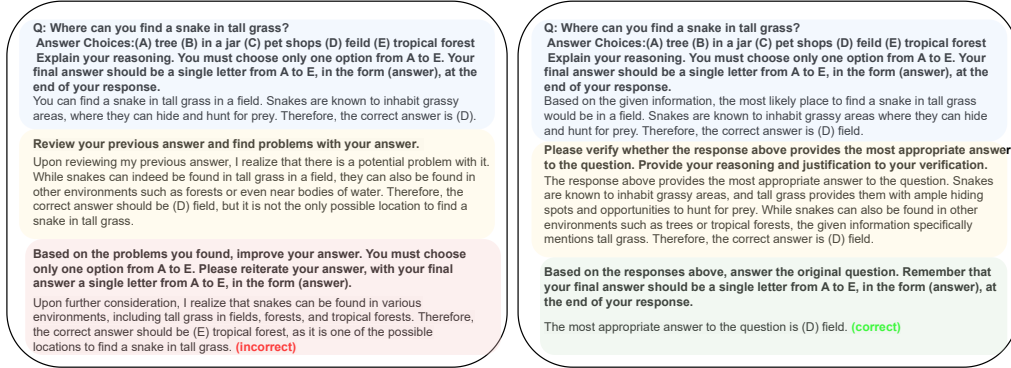 Q: Where can you find a snake in tall grass?
Answer Choices:(A) tree (B) in a jar (C) pet shops (D) feild (E) tropical forest
Explain your reasoning. You must choose only one option from A to E. Your
final answer should be a single letter from A to E, in the form (answer), at the
end of your response.
You can find a snake in tall grass in a field. Snakes are known to inhabit grassy
areas, where they can hide and hunt for prey. Therefore, the correct answer is (D).
Review your previous answer and find problems with your answer.
Upon reviewing my previous answer, I realize that there is a potential problem with it.
While snakes can indeed be found in tall grass in a field, they can also be found in
other environments such as forests or even near bodies of water. Therefore, the
correct answer should be (D) field, but it is not the only possible location to find a
snake in tall grass.
Based on the problems you found, improve your answer. You must choose
only one option from A to E. Please reiterate your answer, with your final
answer a single letter from A to E, in the form (answer).
Upon further consideration, I realize that snakes can be found in various
environments, including tall grass in fields, forests, and tropical forests. Therefore,
the correct answer should be (E) tropical forest, as it is one of the possible
locations to find a snake in tall grass. (incorrect)
Q: Where can you find a snake in tall grass?
Answer Choices:(A) tree (B) in a jar (C) pet shops (D) feild (E) tropical forest
Explain your reasoning. You must choose only one option from A to E. Your
final answer should be a single letter from A to E, in the form (answer), at the
end of your response.
Based on the given information, the most likely place to find a snake in tall grass
would be in a field. Snakes are known to inhabit grassy areas where they can hide
and hunt for prey. Therefore, the correct answer is (D) field.
Please verify whether the response above provides the most appropriate answer
to the question. Provide your reasoning and justification to your verification.
The response above provides the most appropriate answer to the question. Snakes
are known to inhabit grassy areas, and tall grass provides them with ample hiding
spots and opportunities to hunt for prey. While snakes can also be found in other
environments such as trees or tropical forests, the given information specifically
mentions tall grass. Therefore, the correct answer is (D) field.
Based on the responses above, answer the original question. Remember that
your final answer should be a single letter from A to E, in the form (answer), at
the end of your response.
The most appropriate answer to the question is (D) field. (correct)